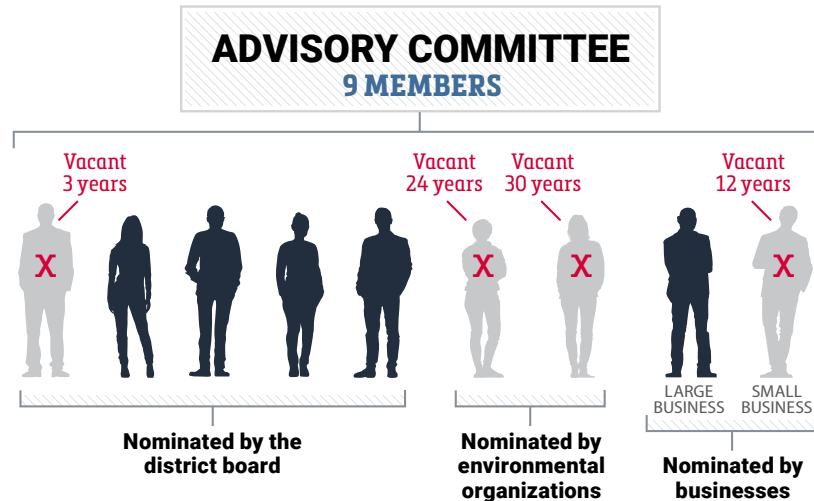 ADVISORY COMMITTEE
9 MEMBERS
Vacant
3 years
Vacant
24 years
Vacant
30 years
Vacant
12 years
X
X
X
X
LARGE
BUSINESS
SMALL
BUSINESS
Nominated by the
district board
Nominated by
environmental
organizations
Nominated by
businesses